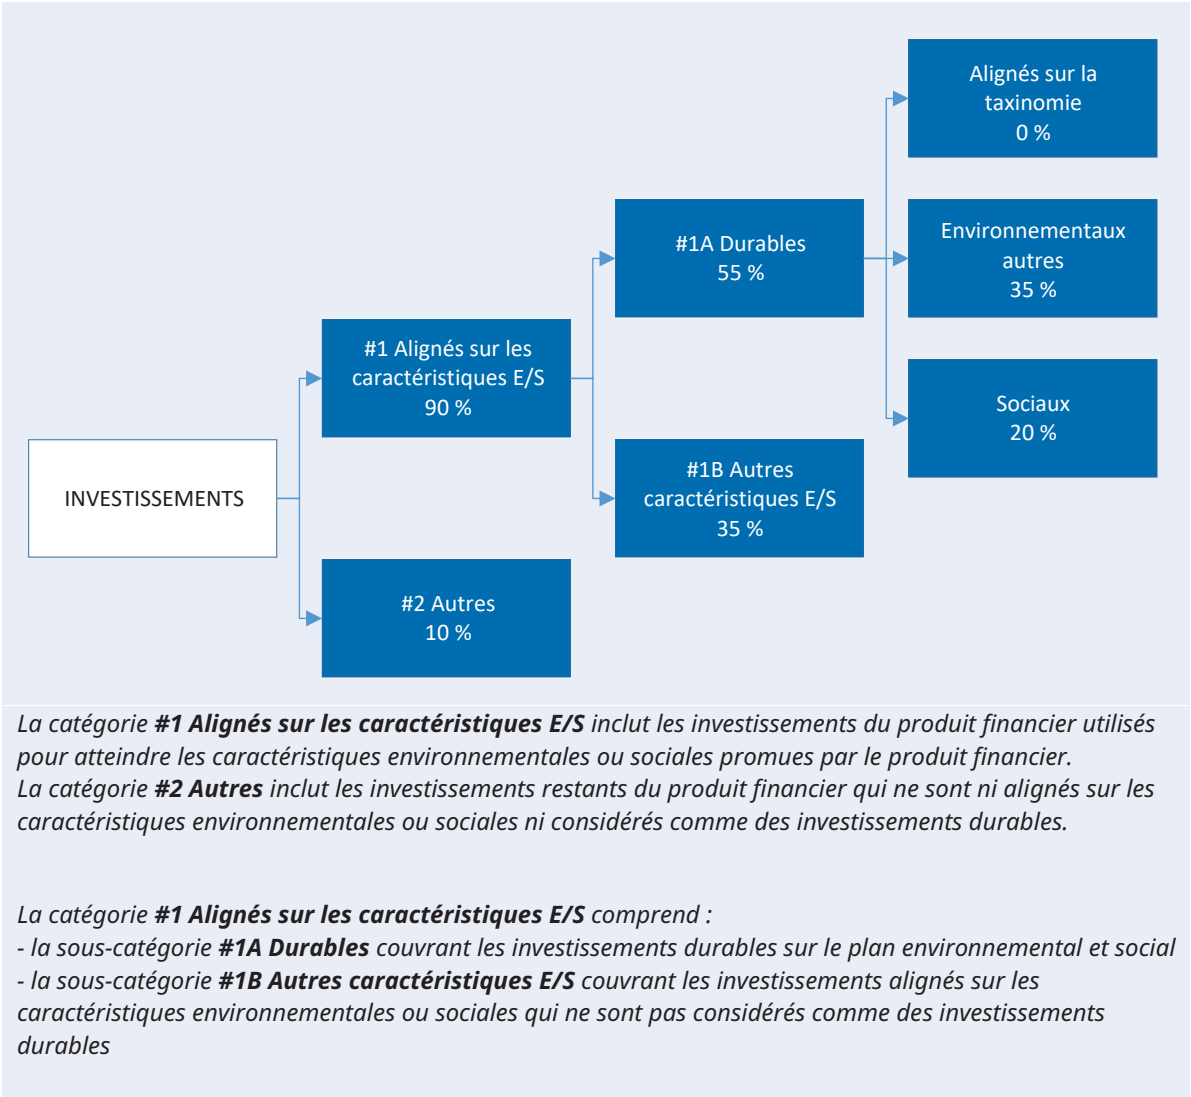 Alignés sur la
taxinomie
0 %
#1A Durables
55 %
Environnementaux
autres
35 %
#1 Alignés sur les
caractéristiques E/S
90 %
Sociaux
20 %
INVESTISSEMENTS
#1B Autres
caractéristiques E/S
35 %
#2 Autres
10 %
La catégorie #1 Alignés sur les caractéristiques E/S inclut les investissements du produit financier utilisés
pour atteindre les caractéristiques environnementales ou sociales promues par le produit financier.
La catégorie #2 Autres inclut les investissements restants du produit financier qui ne sont ni alignés sur les
caractéristiques environnementales ou sociales ni considérés comme des investissements durables.
La catégorie #1 Alignés sur les caractéristiques E/S comprend :
- la sous-catégorie #1A Durables couvrant les investissements durables sur le plan environnemental et social
- la sous-catégorie #1B Autres caractéristiques E/S couvrant les investissements alignés sur les
caractéristiques environnementales ou sociales qui ne sont pas considérés comme des investissements
durables